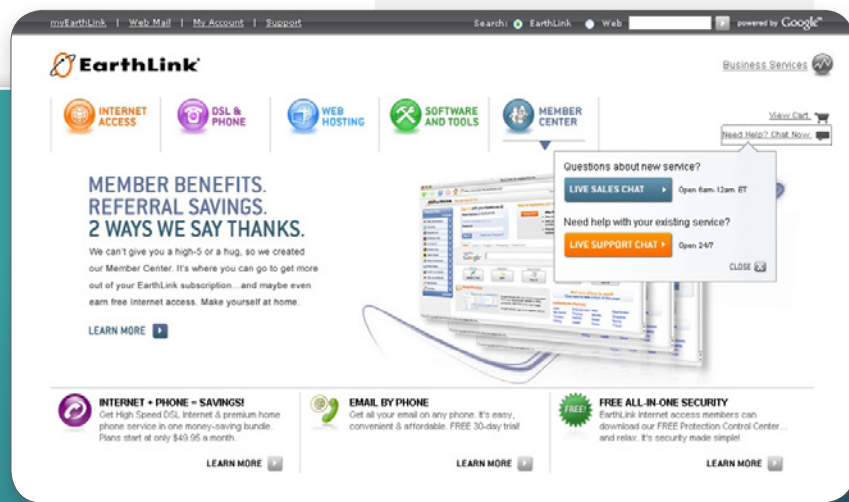 myEarthLink | Web Mail | My Account | Support
Search: EarthLink Web powered by Google™
EarthLink
Business Services
INTERNET
ACCESS
DSL &
PHONE
WEB
HOSTING
SOFTWARE
AND TOOLS
MEMBER
CENTER
View Cart
Need Help? Chat Now
Questions about new service?
LIVE SALES CHAT Open 6am-12am ET
Need help with your existing service?
LIVE SUPPORT CHAT Open 24/7
CLOSE X
MEMBER BENEFITS.
REFERRAL SAVINGS.
2 WAYS WE SAY THANKS.
We can't give you a high-5 or a hug, so we created
our Member Center. It's where you can go to get more
out of your EarthLink subscription...and maybe even
earn free Internet access. Make yourself at home.
LEARN MORE
Google
INTERNET + PHONE = SAVINGS!
Get High Speed DSL Internet & premium home
phone service in one money-saving bundle.
Plans start at only $49.95 a month.
LEARN MORE
EMAIL BY PHONE
Get all your email on any phone. It's easy,
convenient & affordable. FREE 30-day trial!
LEARN MORE
FREE!
FREE ALL-IN-ONE SECURITY
EarthLink Internet access members can
download our FREE Protection Control Center...
and relax. It's security made simple!
LEARN MORE